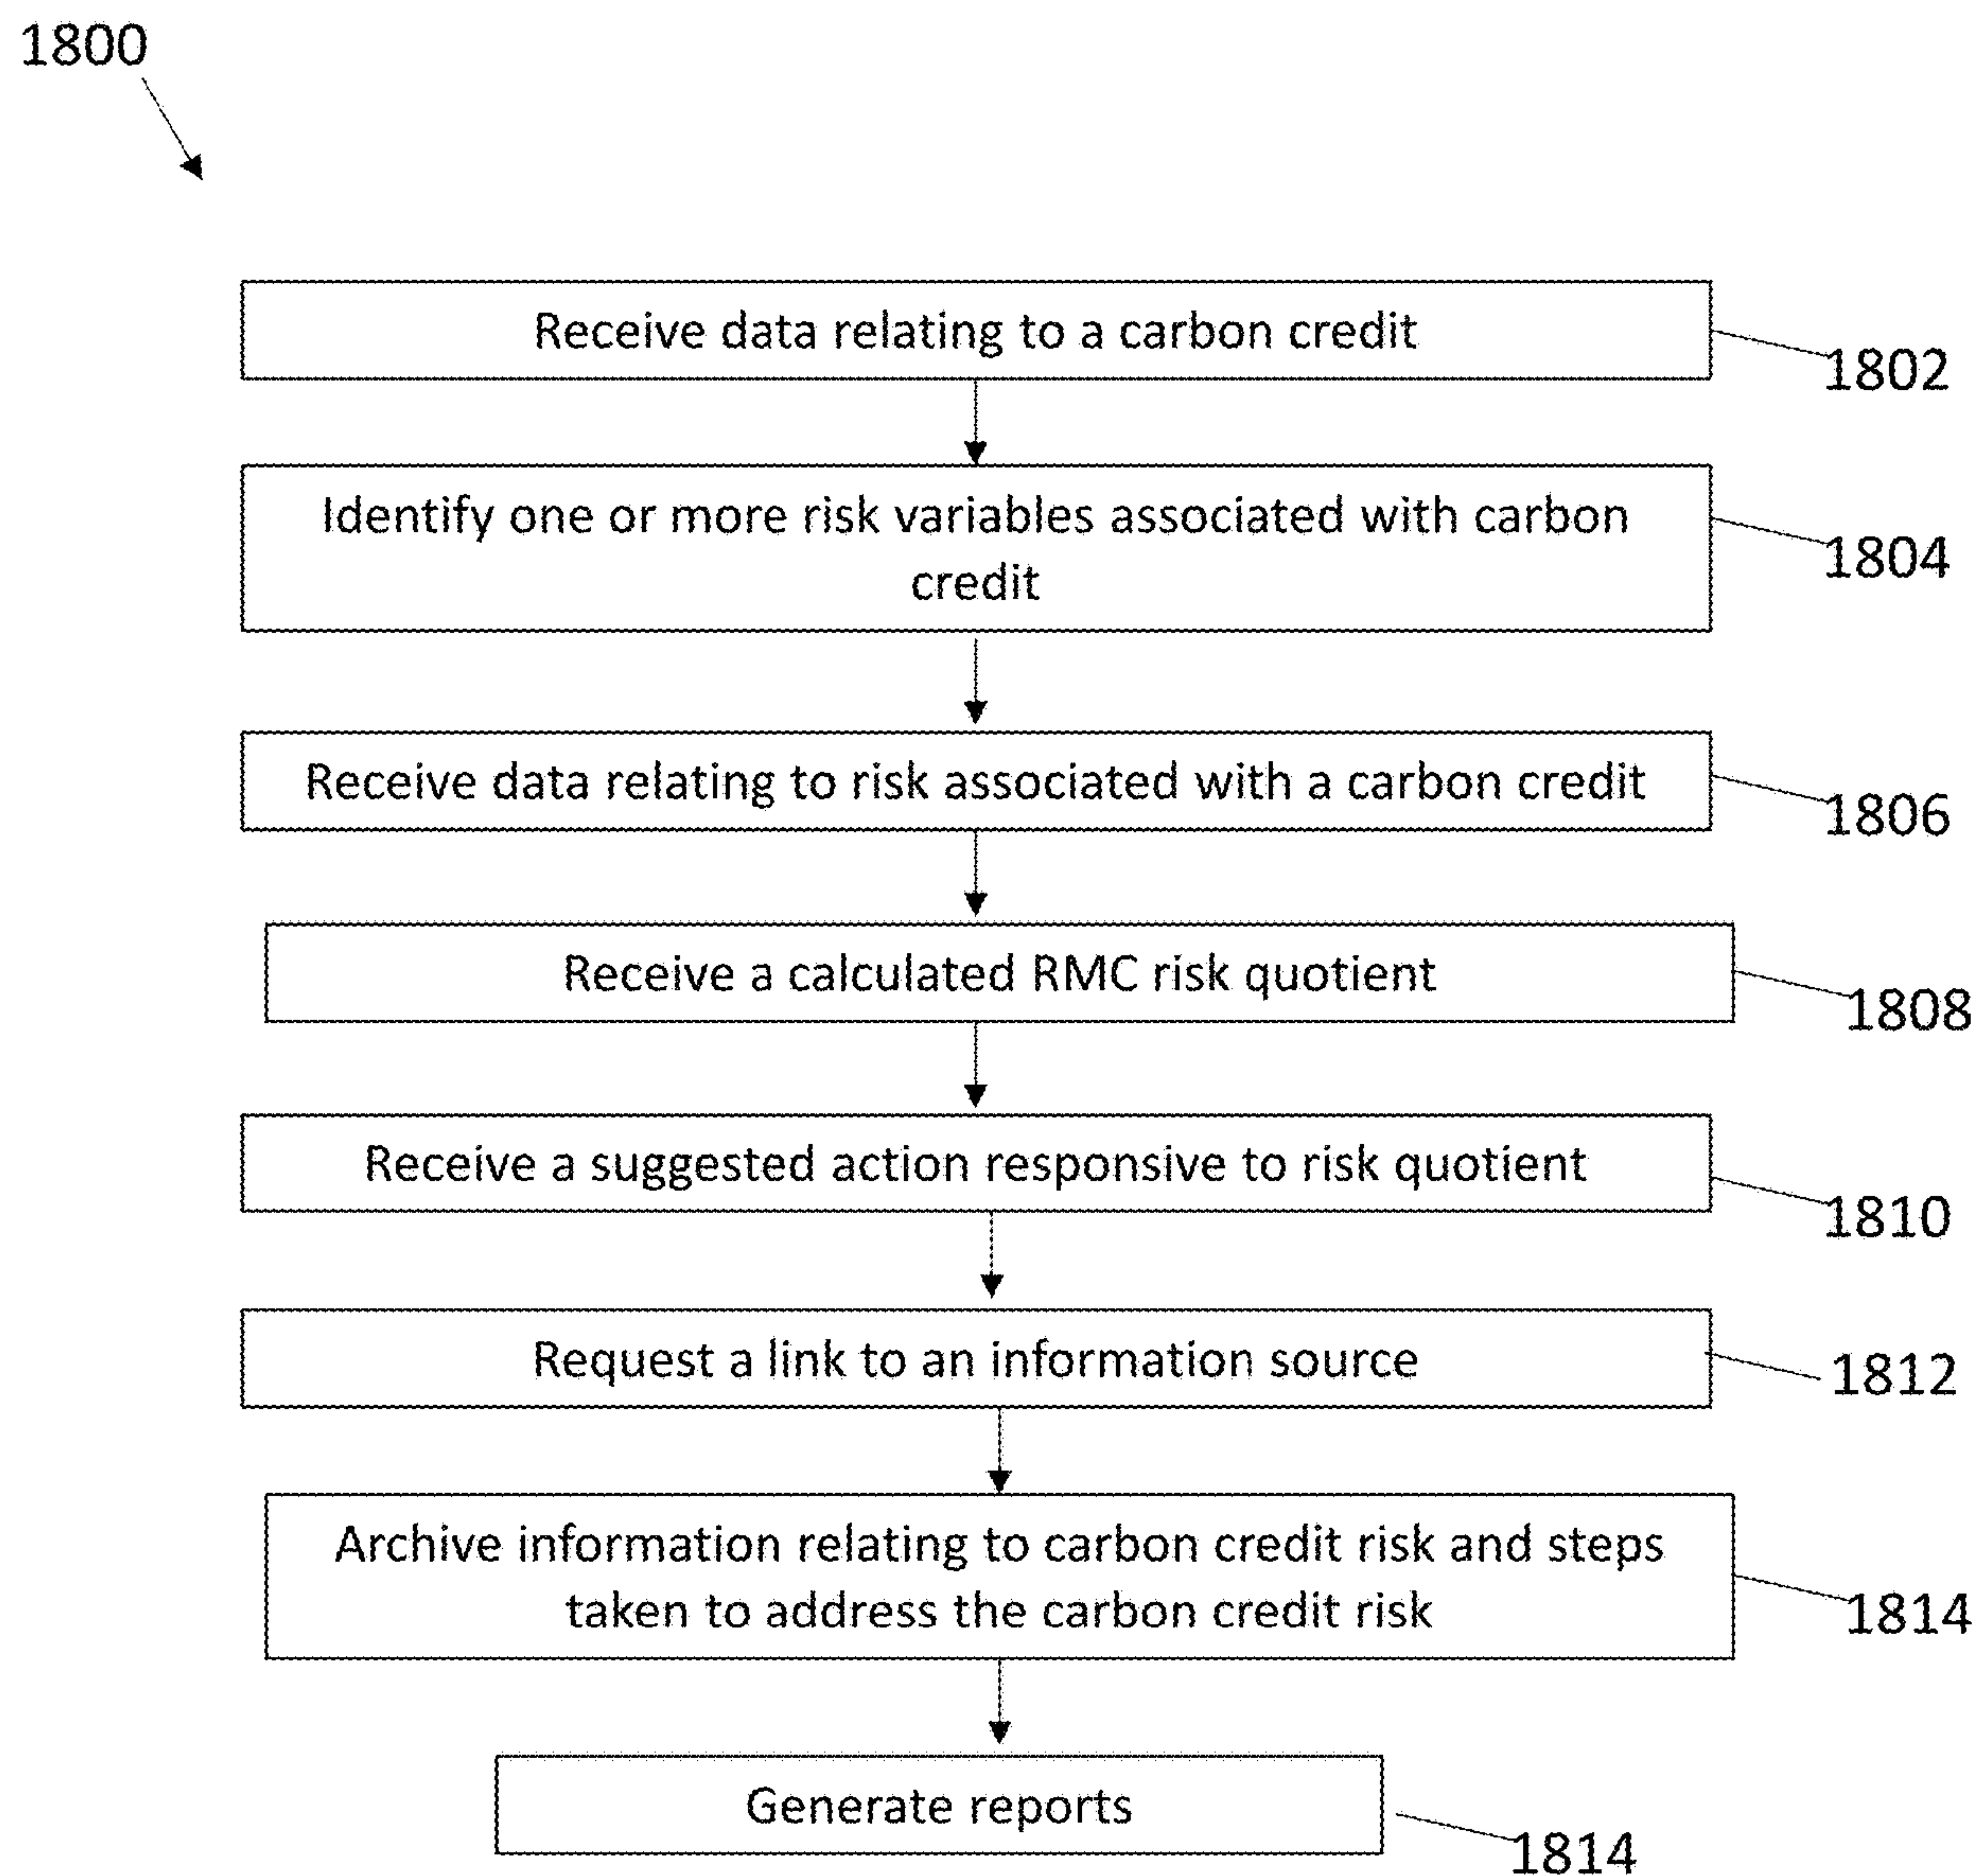 1800
Receive data relating to a carbon credit
1802
Identify one or more risk variables associated with carbon
credit
1804
Receive data relating to risk associated with a carbon credit
1806
Receive a calculated RMC risk quotient
1808
Receive a suggested action responsive to risk quotient
1810
Request a link to an information source
1812
Archive information relating to carbon credit risk and steps
taken to address the carbon credit risk
1814
Generate reports
1814